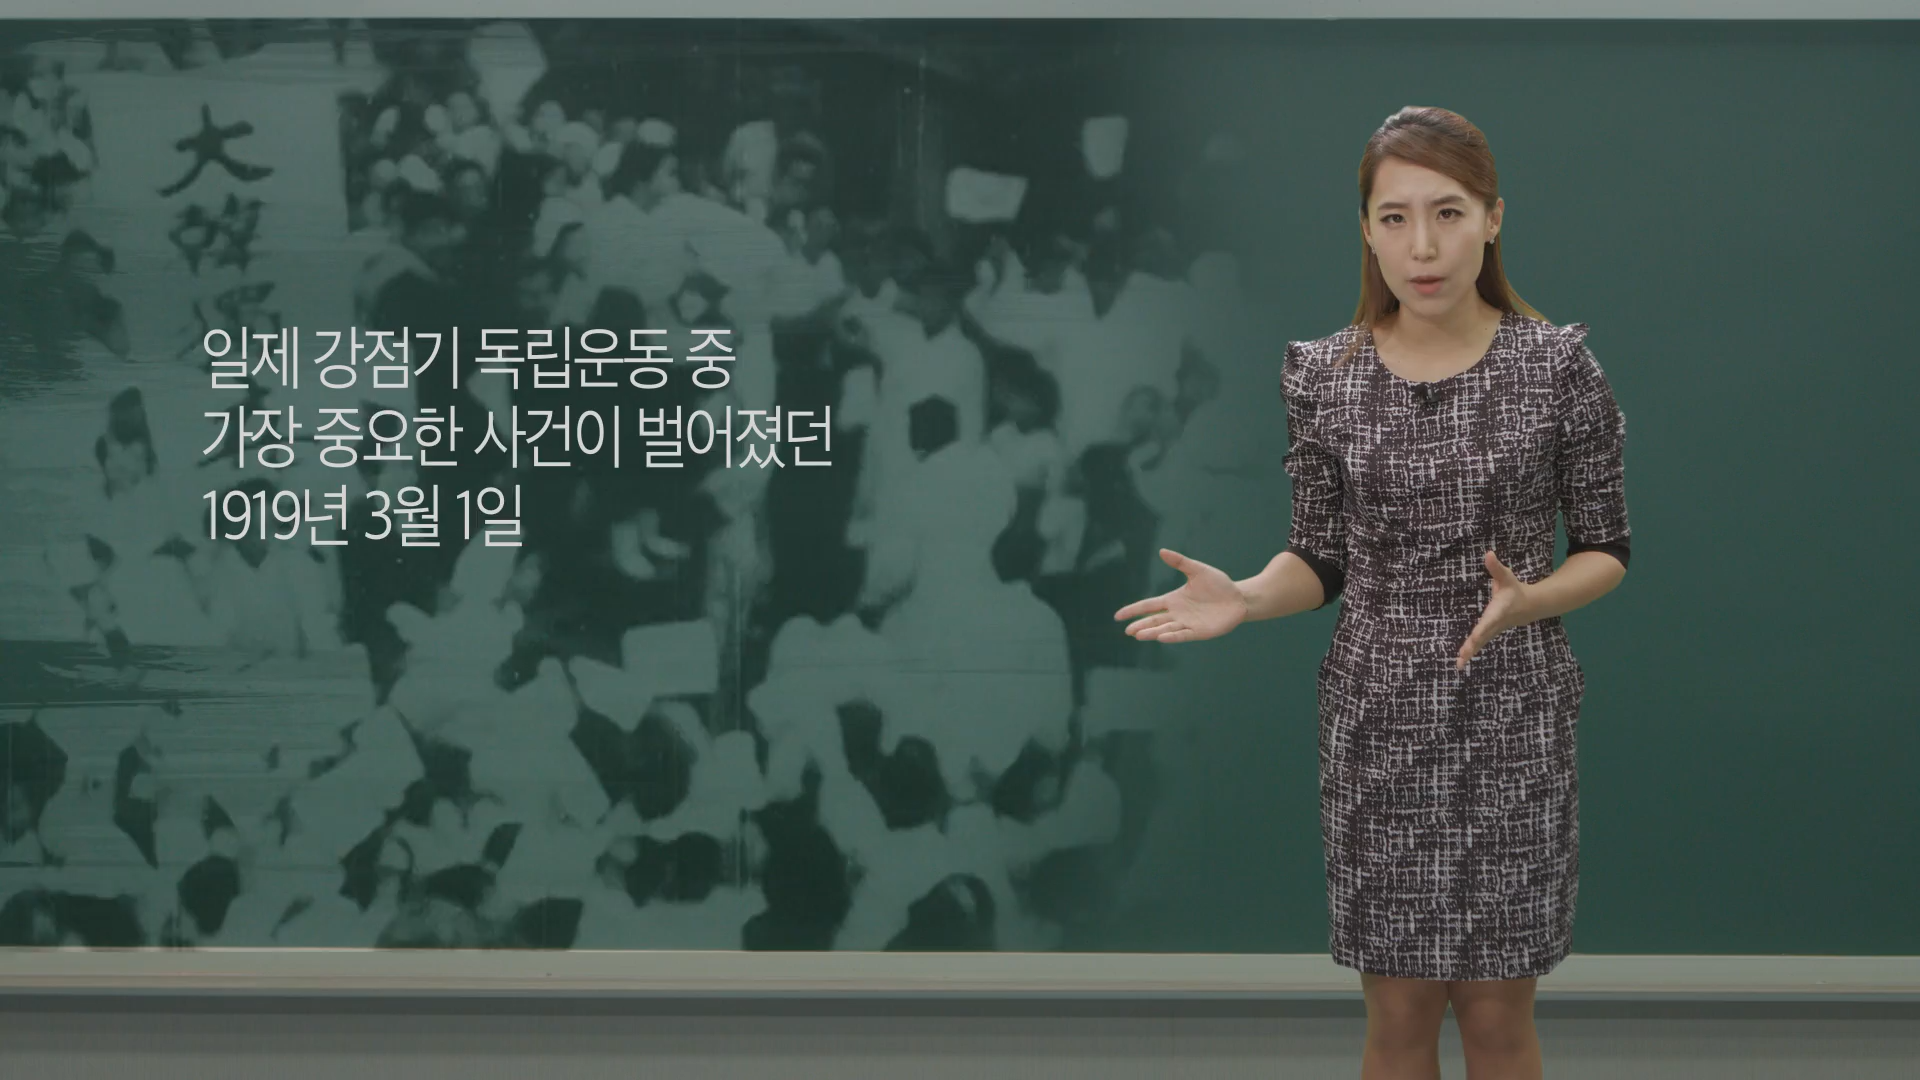 大
韓
일제 강점기 독립운동 중
가장 중요한 사건이 벌어졌던
1919년 3월 1일